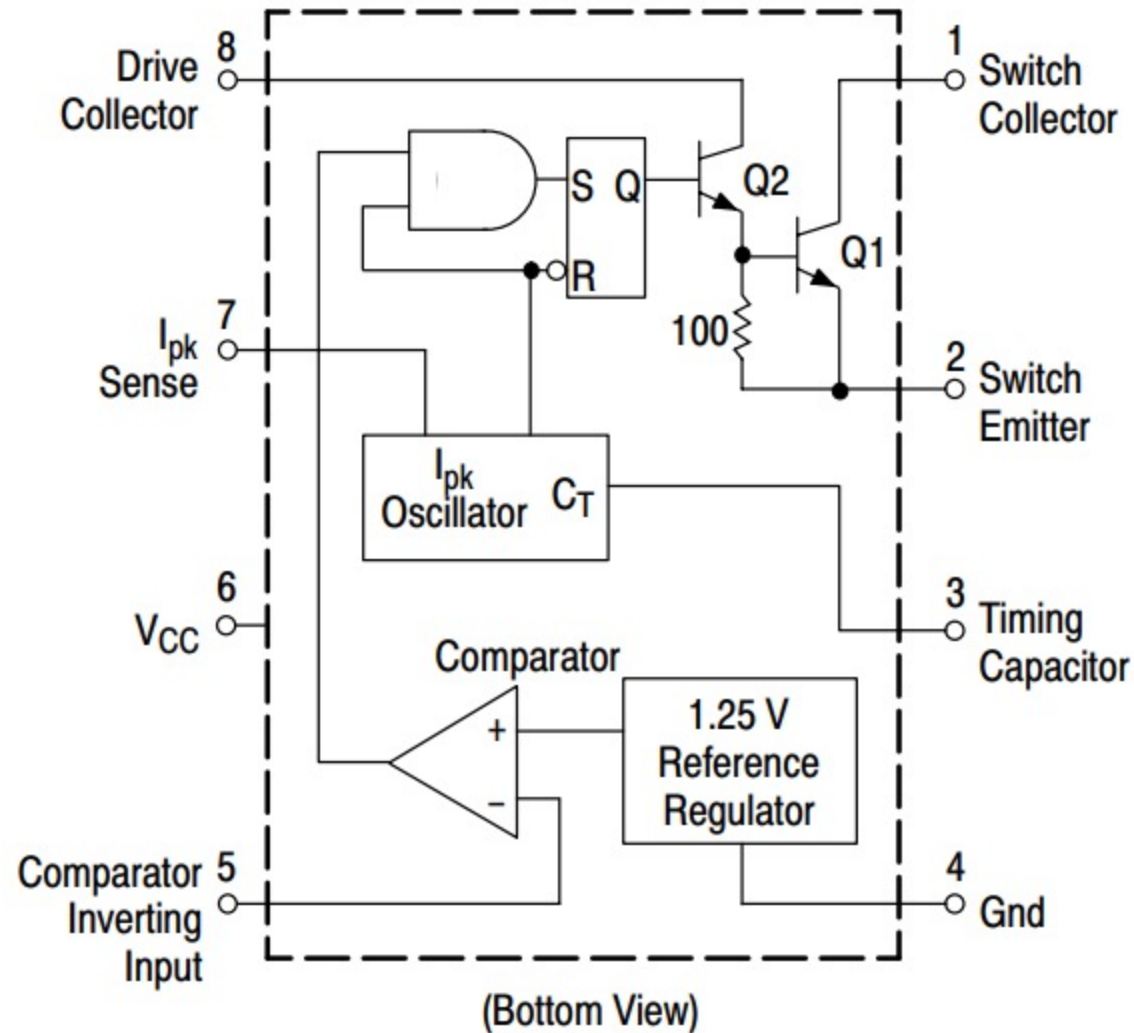 8
Drive
Collector
1
Switch
Collector
S Q
R
Q2
Q1
100
7
Ipk
Sense
2
Switch
Emitter
Ipk
Oscillator
CT
6
VCC
3
Timing
Capacitor
Comparator
+
–
1.25 V
Reference
Regulator
5
Comparator
Inverting
Input
4
Gnd
(Bottom View)